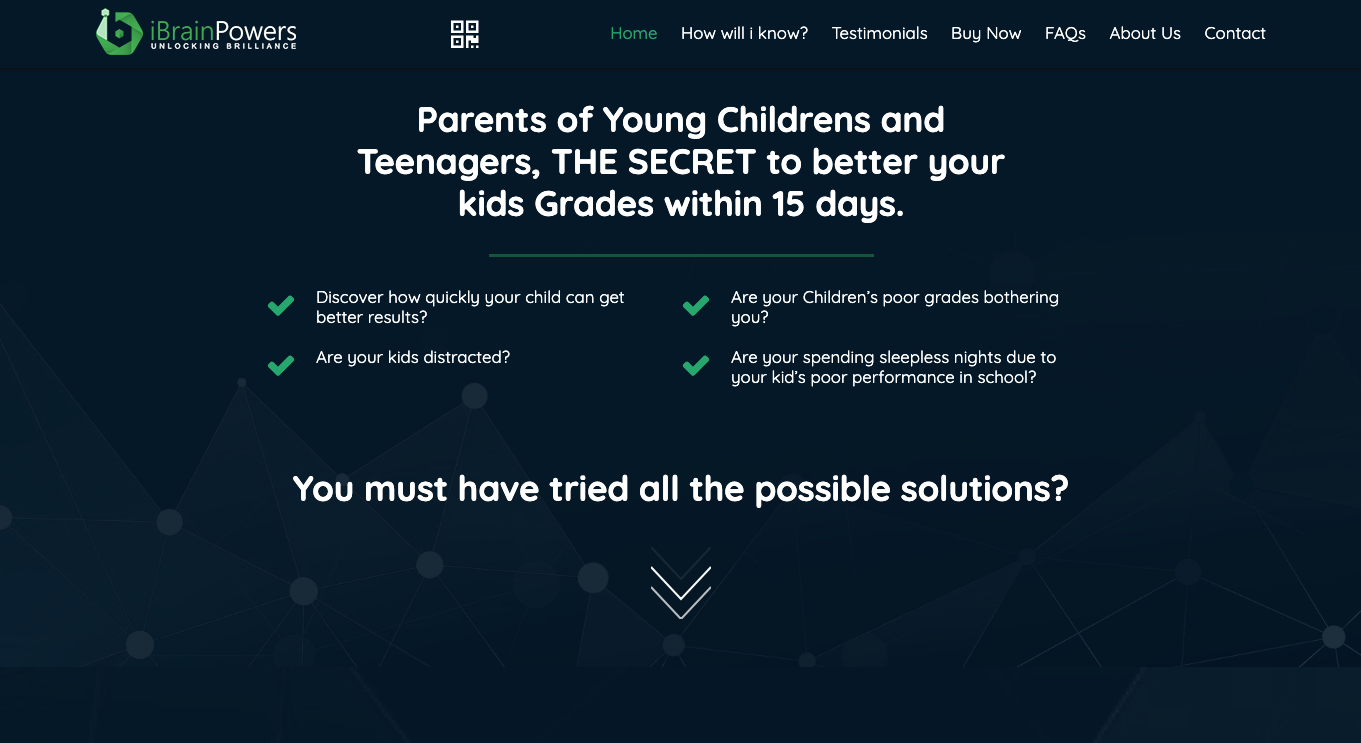 iBrainPowers
UNLOCKING BRILLIANCE
Home How will i know? Testimonials Buy Now FAQs About Us Contact
Parents of Young Childrens and
Teenagers, THE SECRET to better your
kids Grades within 15 days.
Discover how quickly your child can get
better results?
Are your Children’s poor grades bothering
you?
Are your kids distracted?
Are your spending sleepless nights due to
your kid’s poor performance in school?
You must have tried all the possible solutions?